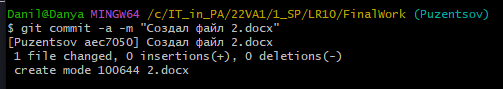 Danil@Danya MINGW64 /c/IT_in_PA/22VA1/1_SP/LR10/FinalWork (Puzentsov)
$ git commit -a -m "Создал файл 2.docx"
[Puzentsov aec7050] Создал файл 2.docx
 1 file changed, 0 insertions(+), 0 deletions(-)
 create mode 100644 2.docx